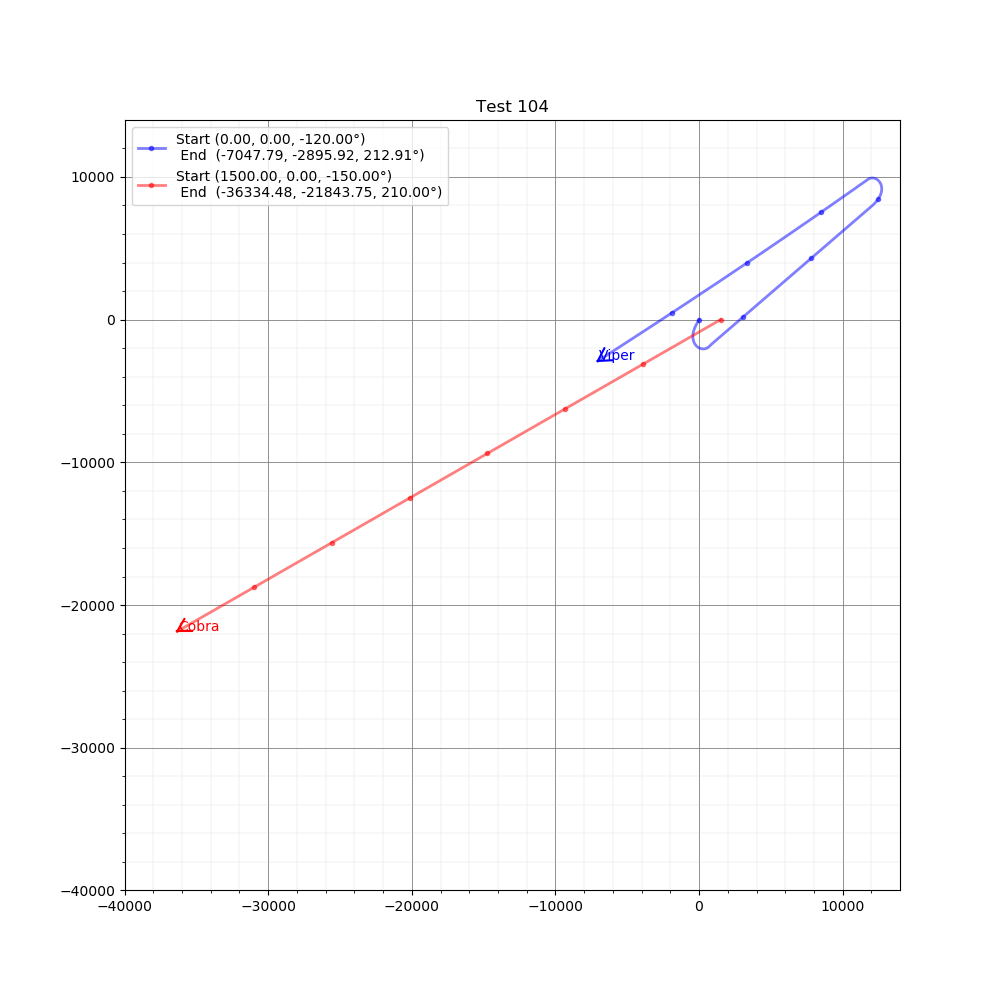 Test 104
Start (0.00, 0.00, -120.00°)
End (-7047.79, -2895.92, 212.91°)
Start (1500.00, 0.00, -150.00°)
End (-36334.48, -21843.75, 210.00°)
10000
0
−10000
−20000
−30000
−40000
Viper
Cobra
−40000 −30000 −20000 −10000 0 10000